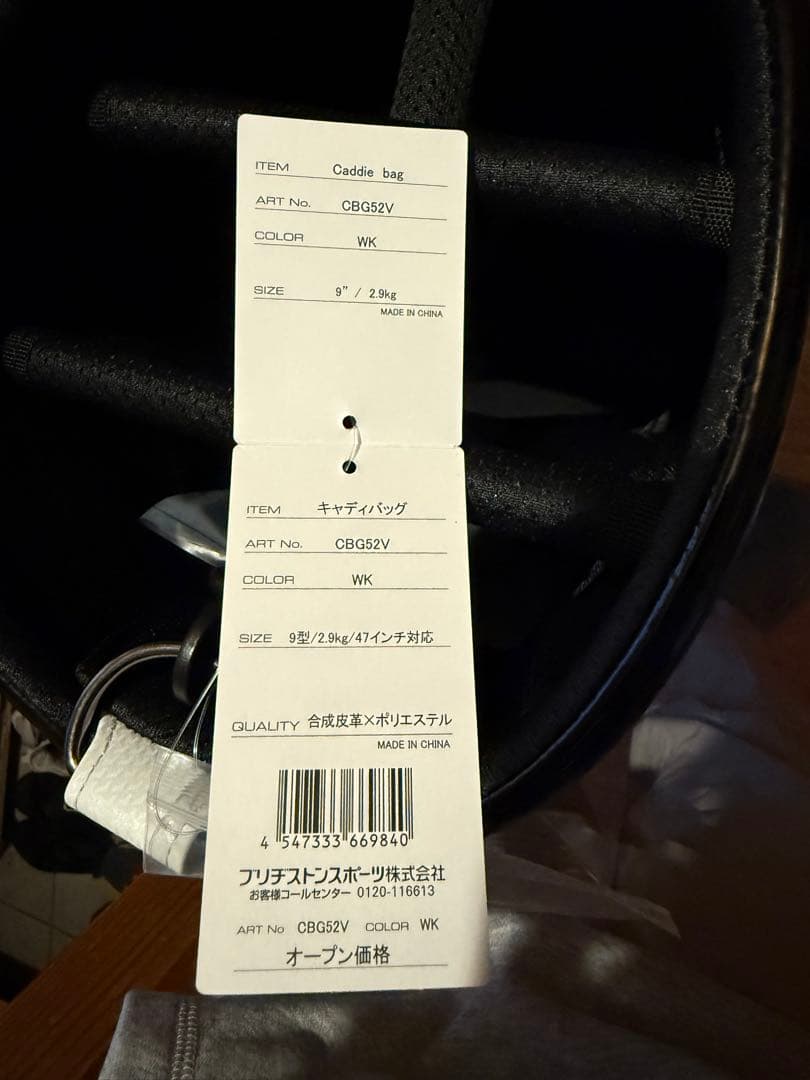 ITEM Caddie bag
ART No. CBG52V
COLOR WK
SIZE 9" / 2.9kg
MADE IN CHINA
ITEM キャディバッグ
ART No. CBG52V
COLOR WK
SIZE 9型/2.9kg/47インチ対応
QUALITY 合成皮革×ポリエステル
MADE IN CHINA
4 547333 669840
ブリヂストンスポーツ株式会社
お客様コールセンター 0120-116613
ART No CBG52V COLOR WK
オープン価格